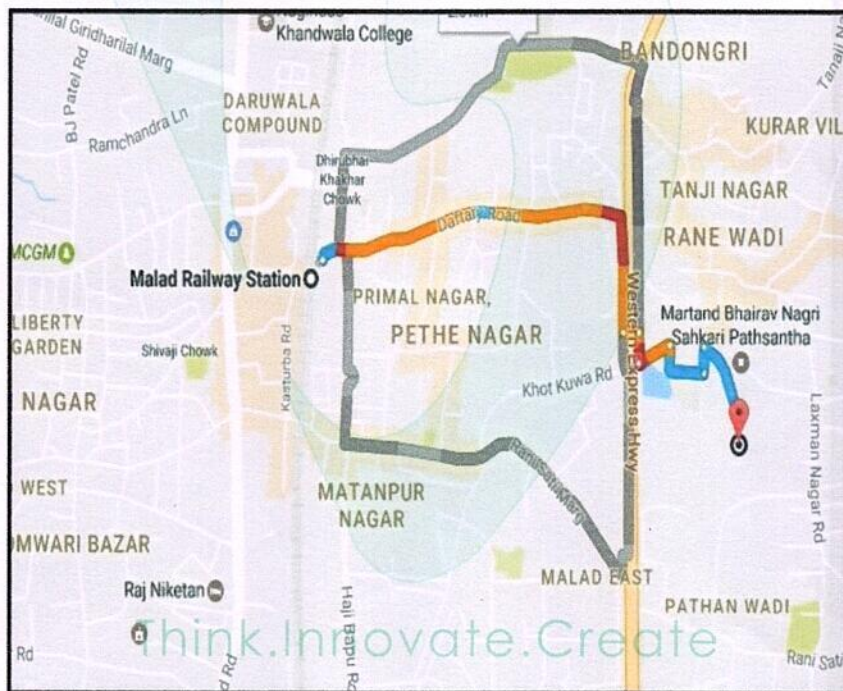 Khandwala College
BANDONGRI
Giridharilal Marg
BJ Patel Rd
Ramchandra Ln
DARUWALA
COMPOUND
KURAR VIL
Dhirubhai
Khakhar
Chowk
TANJI NAGAR
Daftary Road
RANE WADI
MCGM
Malad Railway Station
PRIMAL NAGAR,
Martand Bhairav Nagri
Sahkari Pathsantha
LIBERTY
GARDEN
PETHE NAGAR
Shivaji Chowk
Kasturba Rd
Western Express Hwy
Khot Kuwa Rd
NAGAR
Laxman Nagar Rd
WEST
MATANPUR
NAGAR
Rani Sati Marg
OMWARI BAZAR
MALAD EAST
Raj Niketan
Haji Bapu Rd
PATHAN WADI
Think.Innovate.Create
Rd
Rd
Rani Sati